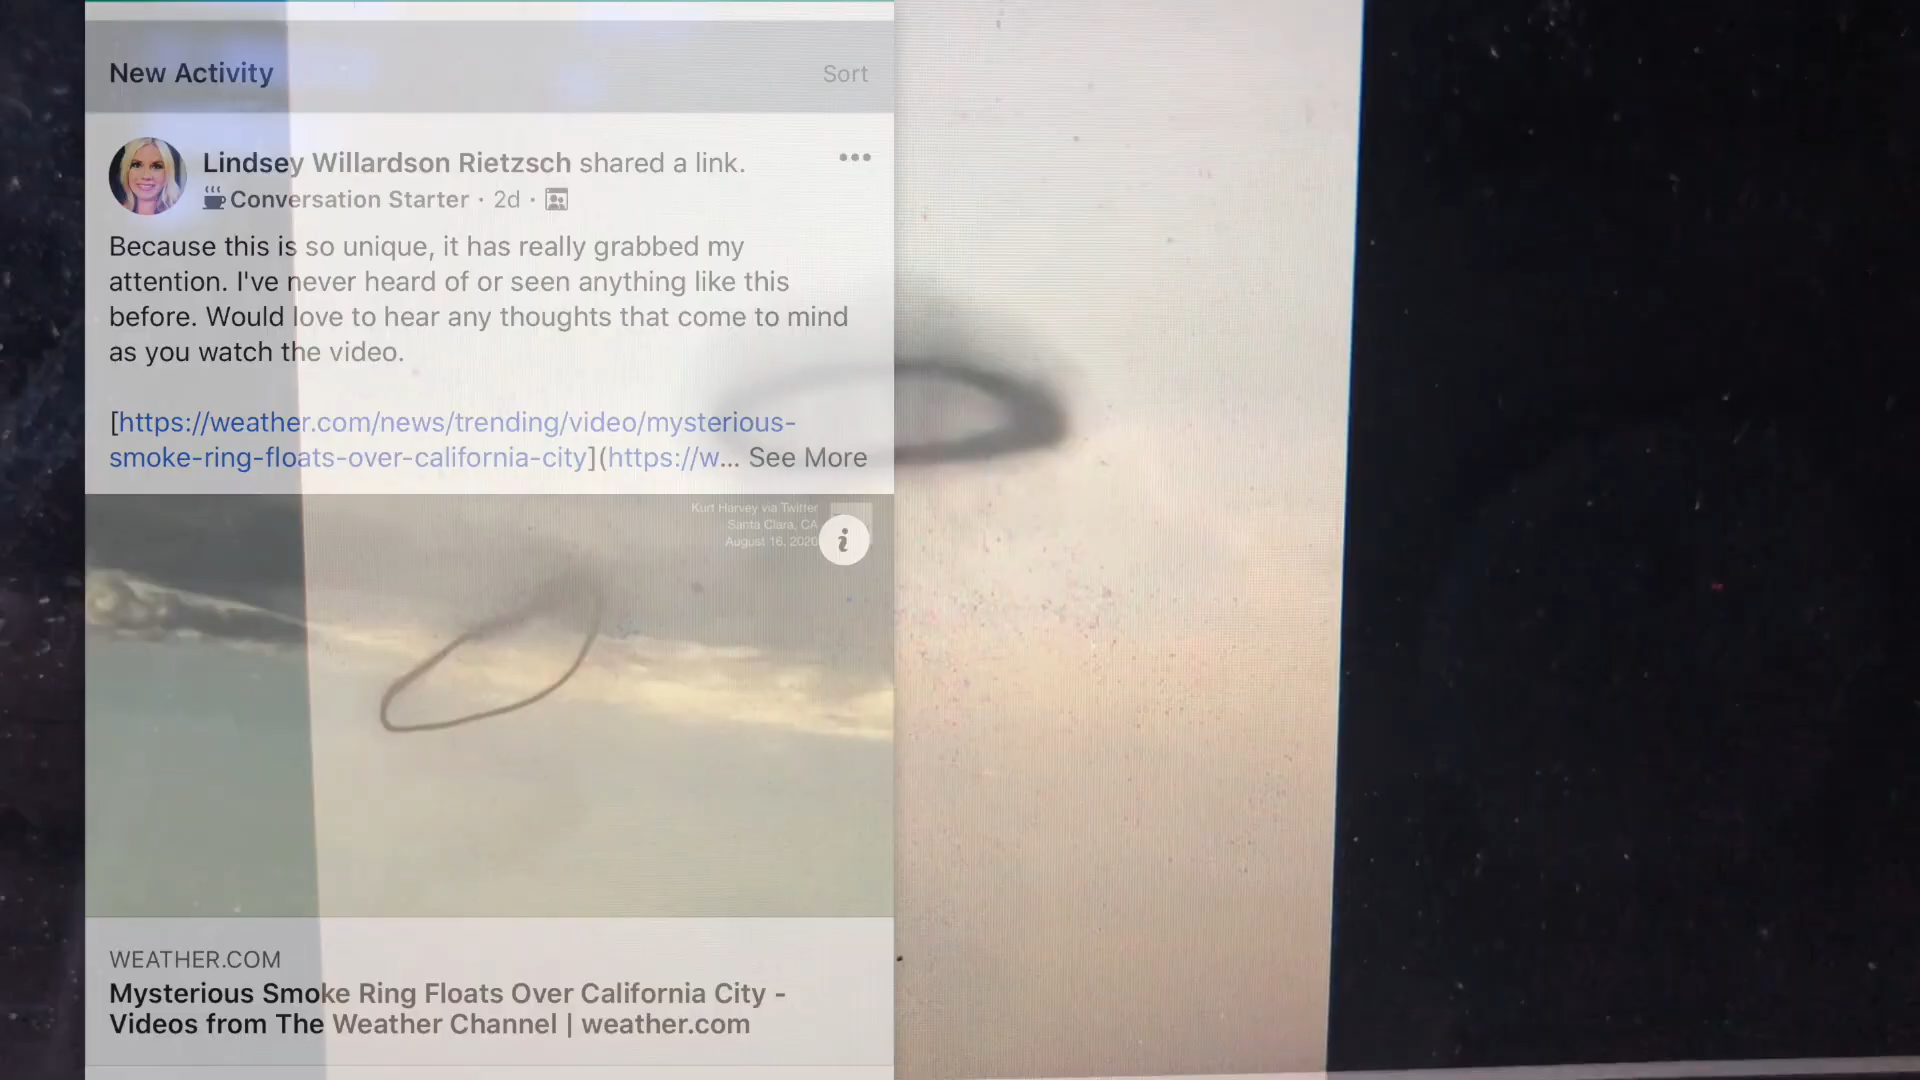 New Activity
Sort
Lindsey Willardson Rietzsch shared a link.
Conversation Starter · 2d ·
Because this is so unique, it has really grabbed my
attention. I've never heard of or seen anything like this
before. Would love to hear any thoughts that come to mind
as you watch the video.
[https://weather.com/news/trending/video/mysterious-
smoke-ring-floats-over-california-city](https://w... See More
Kurt Harvey via Twitter
Santa Clara, CA
August 16, 2020
WEATHER.COM
Mysterious Smoke Ring Floats Over California City -
Videos from The Weather Channel | weather.com